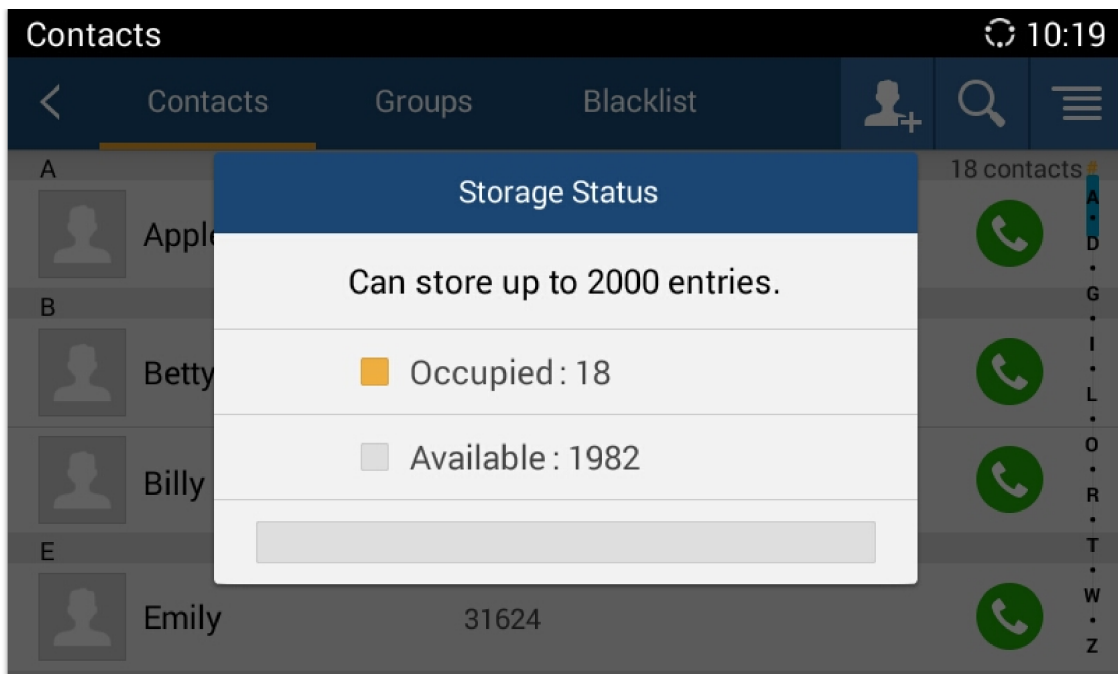 Contacts 10:19
Contacts Groups Blacklist
A 18 contacts #
Storage Status
Can store up to 2000 entries.
Occupied : 18
Available : 1982
Apple
B
Betty
Billy
E
Emily 31624
A
D
G
I
L
O
R
T
W
Z